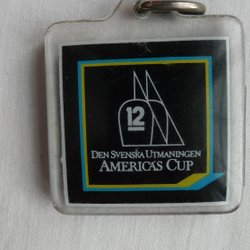 12
DEN SVENSKA UTMANINGEN
AMERICA'S CUP